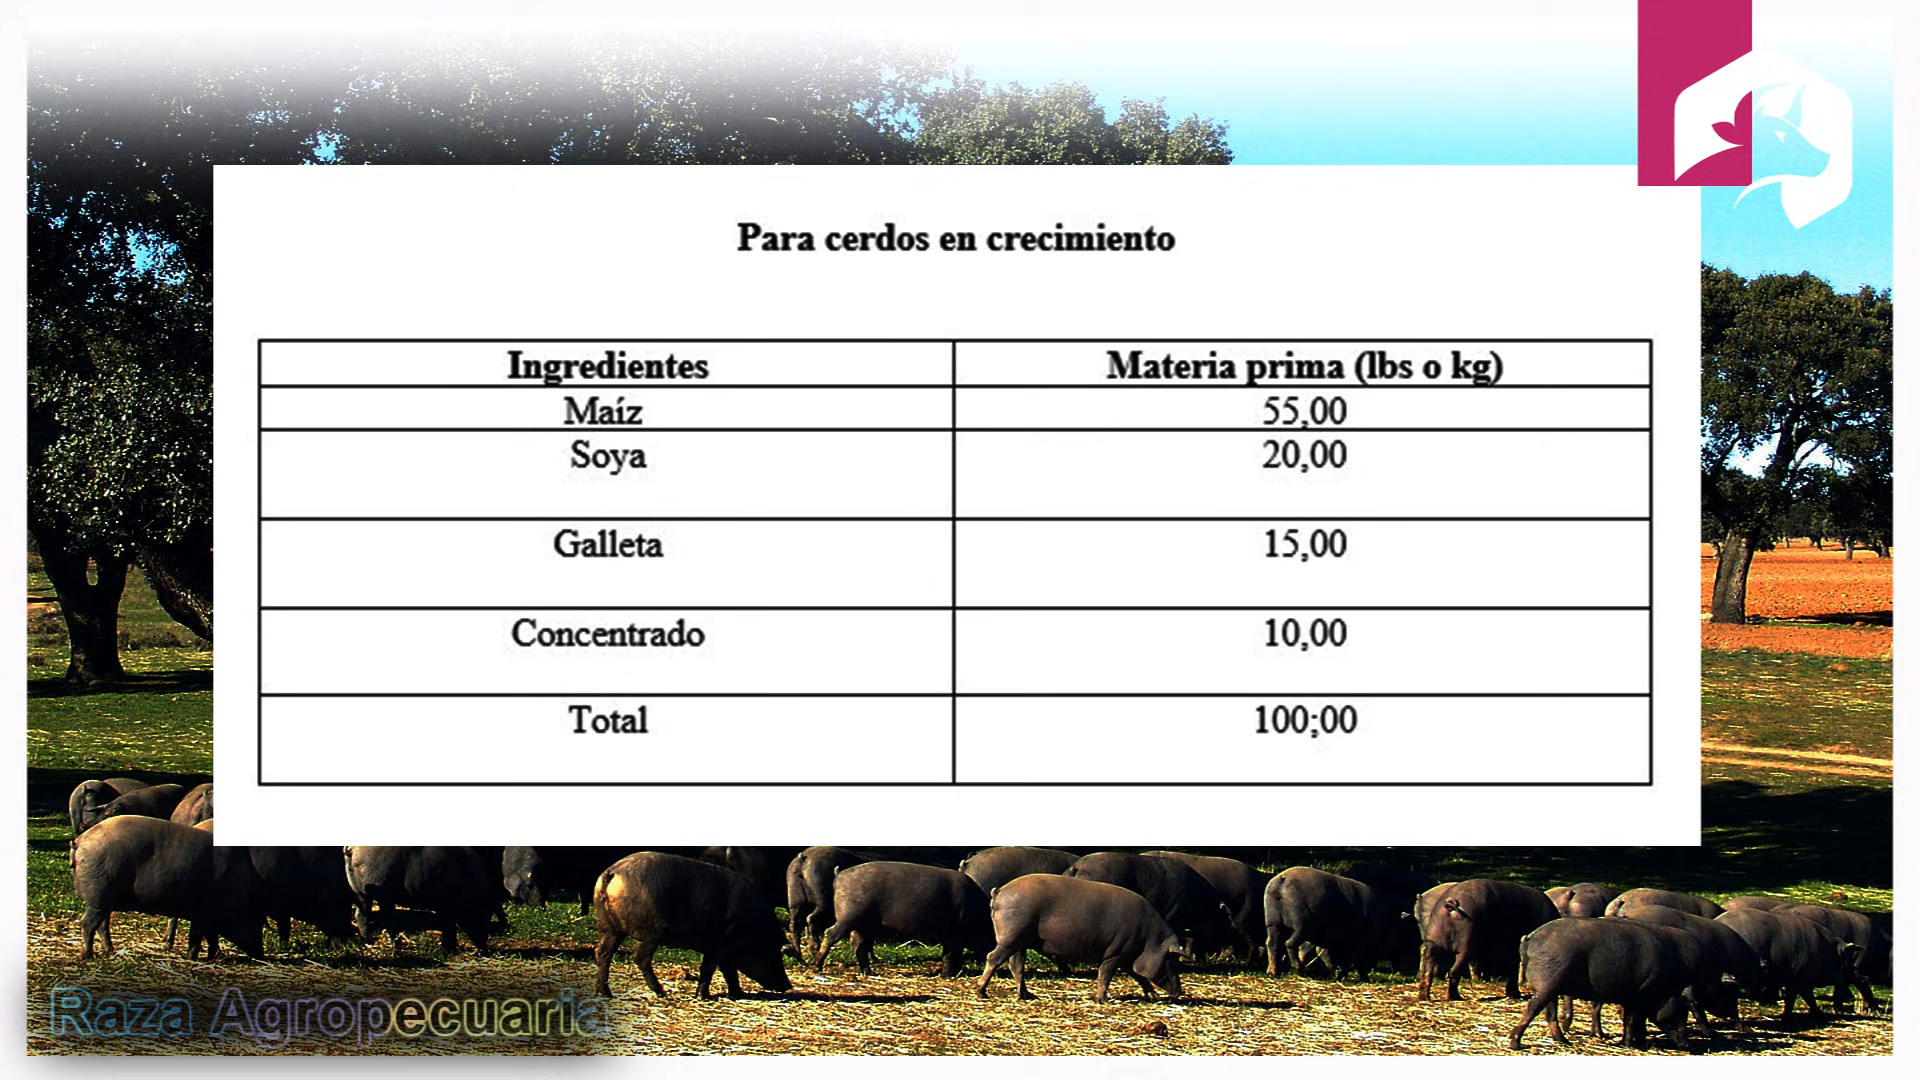 Para cerdos en crecimiento
Ingredientes Materia prima (lbs o kg)
Maíz 55,00
Soya 20,00
Galleta 15,00
Concentrado 10,00
Total 100;00
Raza Agropecuaria